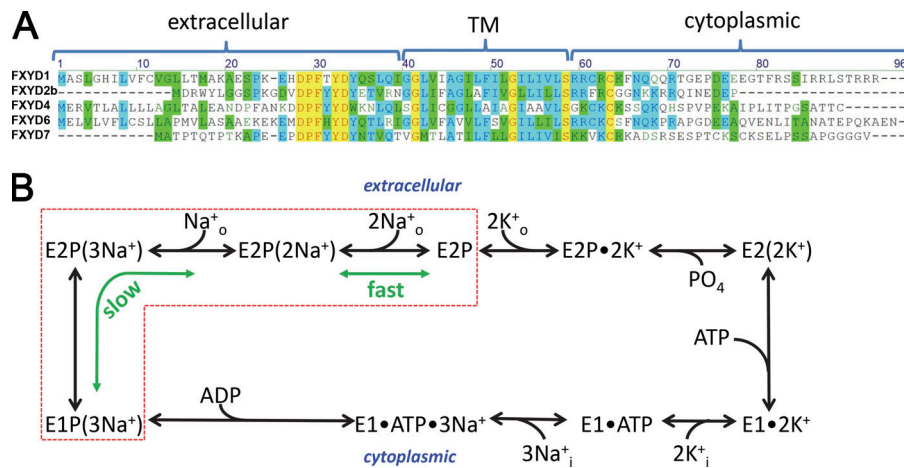 A
extracellular TM cytoplasmic
1 10 20 30 40 50 60 70 80 96
FXYD1 MASLGHILVFCVGLLTMAKAESPK-EHDPFTYDYQSLQIGGLVIAGILFILGILIVLSRRCRCKFNQQQRTGEPDEEEGTFRSSIRRLSTRRR---
FXYD2b -------------MDRWYLGGSPKGDVDPFYYDYETVRNGGLIFAGLAFIVGLLILLSRRFRCGGNKKRRQINEDEP-------------------
FXYD4 MERVTLALLLLAGLTALEANDPFANKDDPFYYDWKNLQLSGLICGGLLAIAGIAAVLSGKCKCKSSQKQHSPVPEKAIPLITPGSATTC-------
FXYD6 MELVLVFLCSLLAPMVLASAAEKEKEMDPFHYDYQTLRIGGLVFAVVLFSVGILLILSRRCKCSFNQKPRAPGDEEAQVENLITANATEPQKAEN-
FXYD7 -----------MATPTQTPTKAPE-EPDPFYYDYNTVQTVGMTLATILFLLGILIVISKKVKCRKADSRSESPTCKSCKSELPSSAPGGGGV----
B
extracellular
Na⁺o 2Na⁺o 2K⁺o
E2P(3Na⁺) E2P(2Na⁺) E2P E2P•2K⁺ E2(2K⁺)
PO₄
slow fast
ATP
ADP
E1P(3Na⁺) E1•ATP•3Na⁺ E1•ATP E1•2K⁺
3Na⁺i 2K⁺i
cytoplasmic